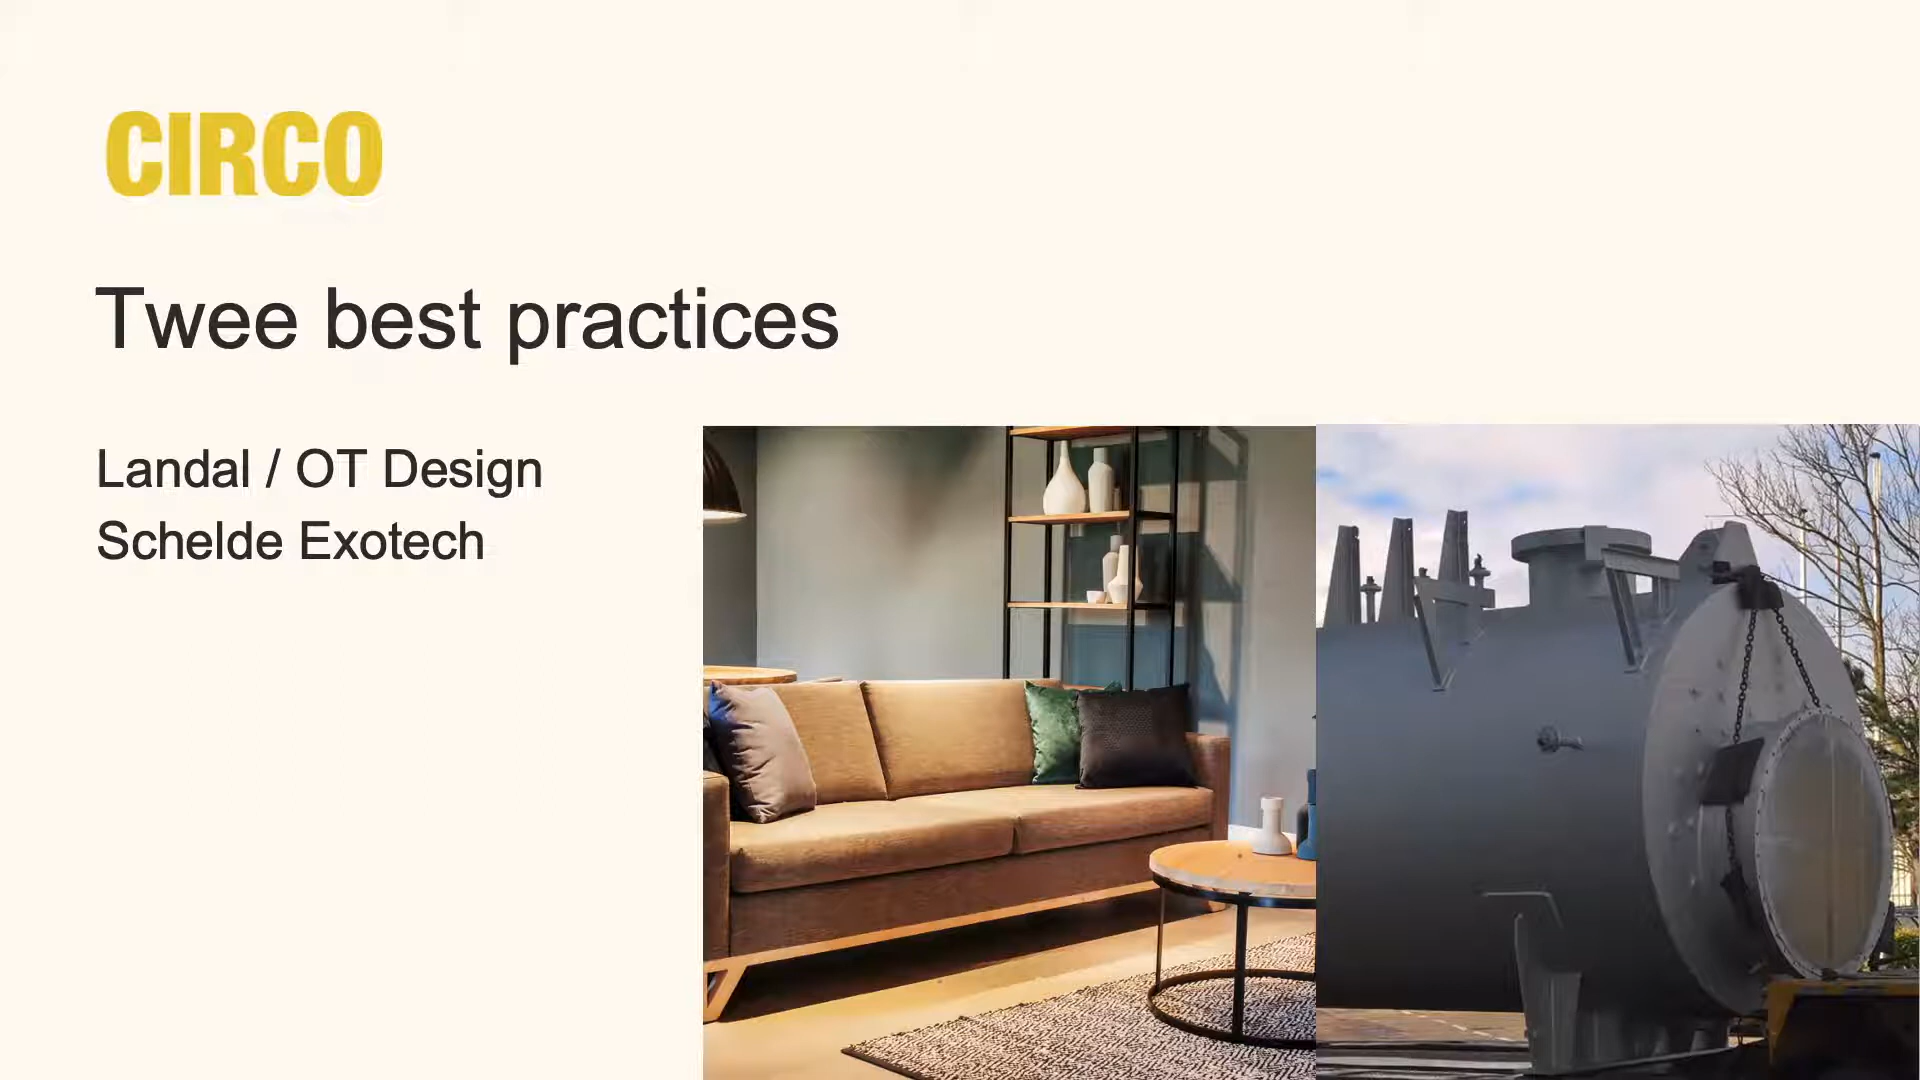 CIRCO
Twee best practices
Landal / OT Design
Schelde Exotech